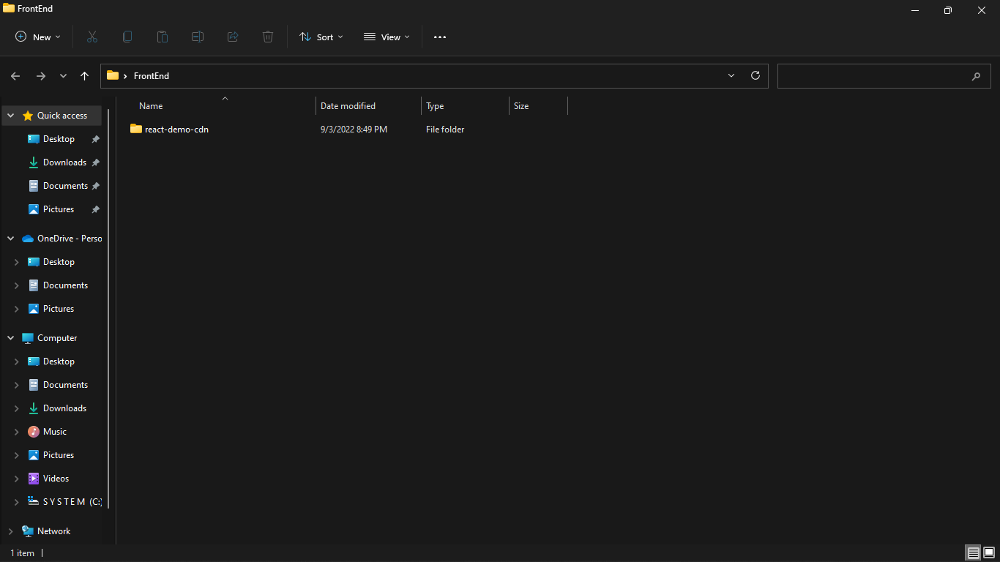 FrontEnd
New
Sort
View
FrontEnd
Name Date modified Type Size
react-demo-cdn 9/3/2022 8:49 PM File folder
Quick access
Desktop
Downloads
Documents
Pictures
OneDrive - Perso
Desktop
Documents
Pictures
Computer
Desktop
Documents
Downloads
Music
Pictures
Videos
S Y S T E M (C:)
Network
1 item